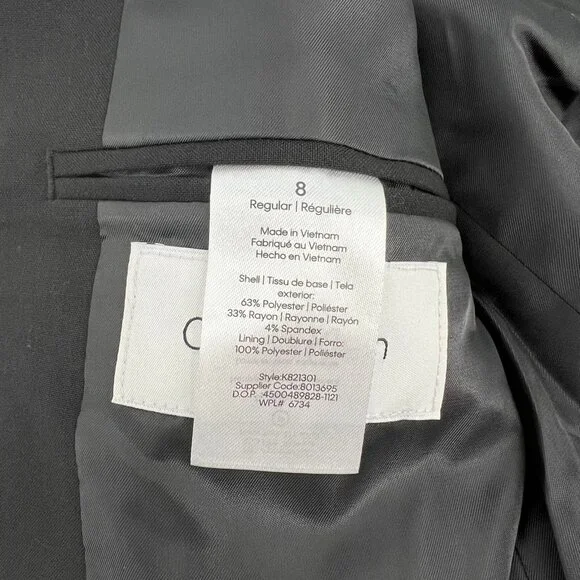 8
Regular | Régulière
Made in Vietnam
Fabriqué au Vietnam
Hecho en Vietnam
Shell | Tissu de base | Tela
exterior:
63% Polyester | Poliéster
33% Rayon | Rayonne | Rayón
4% Spandex
Lining | Doublure | Forro:
100% Polyester | Poliéster
Style:K821301
Supplier Code:8013695
D.O.P. :4500489828-1121
WPL# 6734